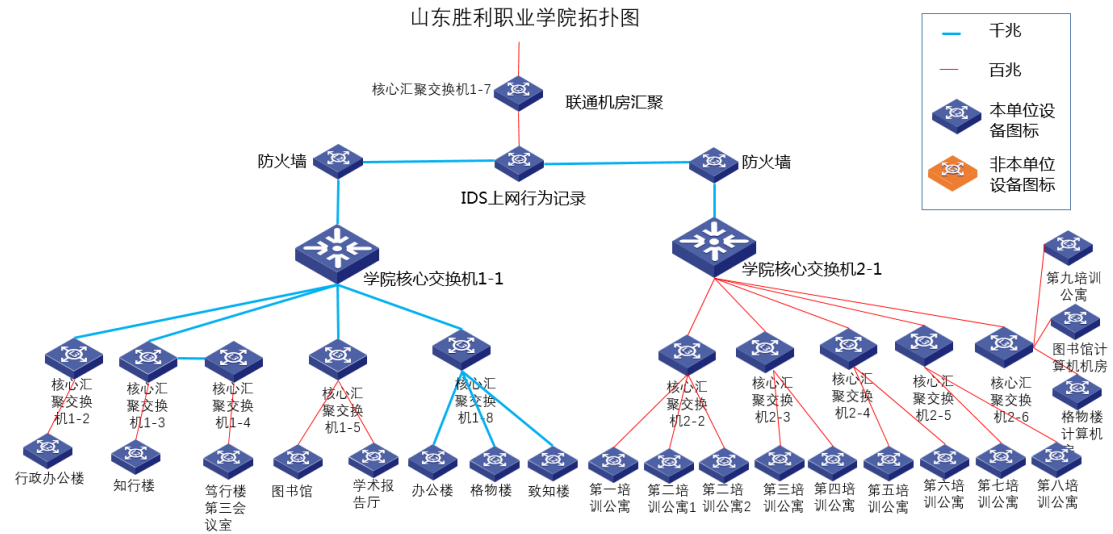 山东胜利职业学院拓扑图
千兆
百兆
本单位设
备图标
非本单位
设备图标
核心汇聚交换机1-7
联通机房汇聚
防火墙
防火墙
IDS上网行为记录
学院核心交换机1-1
学院核心交换机2-1
第九培训
公寓
图书馆计
算机机房
格物楼
计算机机
核心汇
聚交换
机1-2
核心汇
聚交换
机1-3
核心汇
聚交换
机1-4
核心汇
聚交换
机1-5
核心汇
聚交换
机1-8
核心汇
聚交换
机2-2
核心汇
聚交换
机2-3
核心汇
聚交换
机2-4
核心汇
聚交换
机2-5
核心汇
聚交换
机2-6
行政办公楼
知行楼
笃行楼
第三会
议室
图书馆
学术报
告厅
办公楼
格物楼
致知楼
第一培
训公寓
第二培
训公寓1
第二培
训公寓2
第三培
训公寓
第四培
训公寓
第五培
训公寓
第六培
训公寓
第七培
训公寓
第八培
训公寓